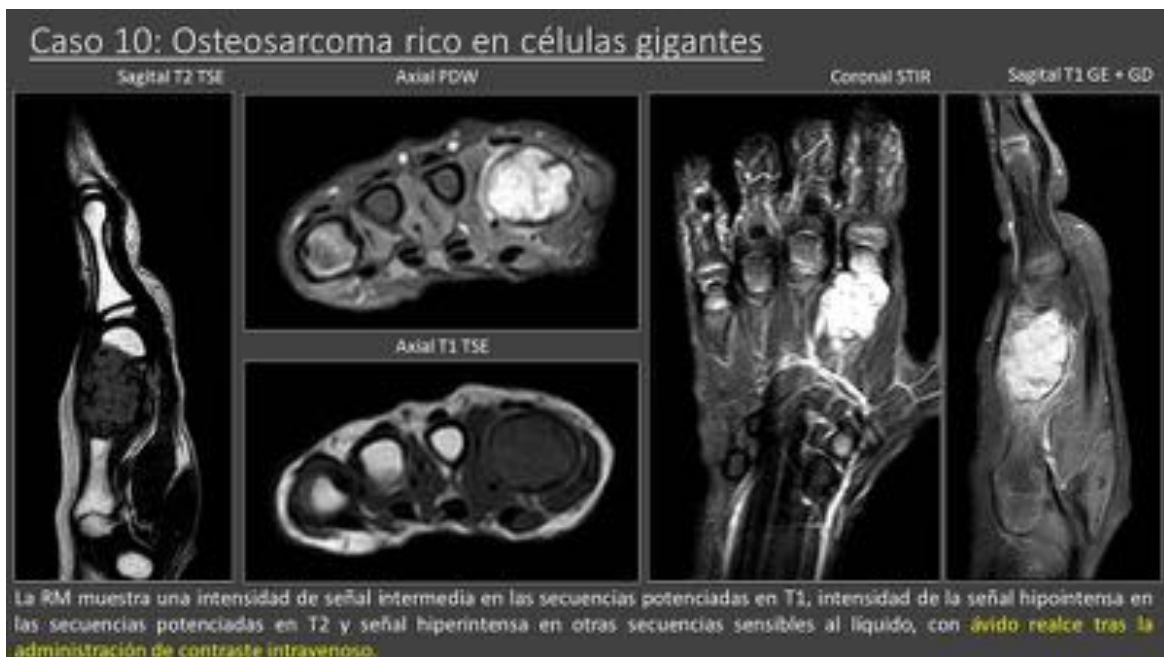 Caso 10: Osteosarcoma rico en células gigantes
Sagital T2 TSE
Axial PDW
Coronal STIR
Sagital T1 GE + GD
Axial T1 TSE
La RM muestra una intensidad de señal intermedia en las secuencias potenciadas en T1, intensidad de la señal hipointensa en
las secuencias potenciadas en T2 y señal hiperintensa en otras secuencias sensibles al líquido, con ávido realce tras la
administración de contraste intravenoso.